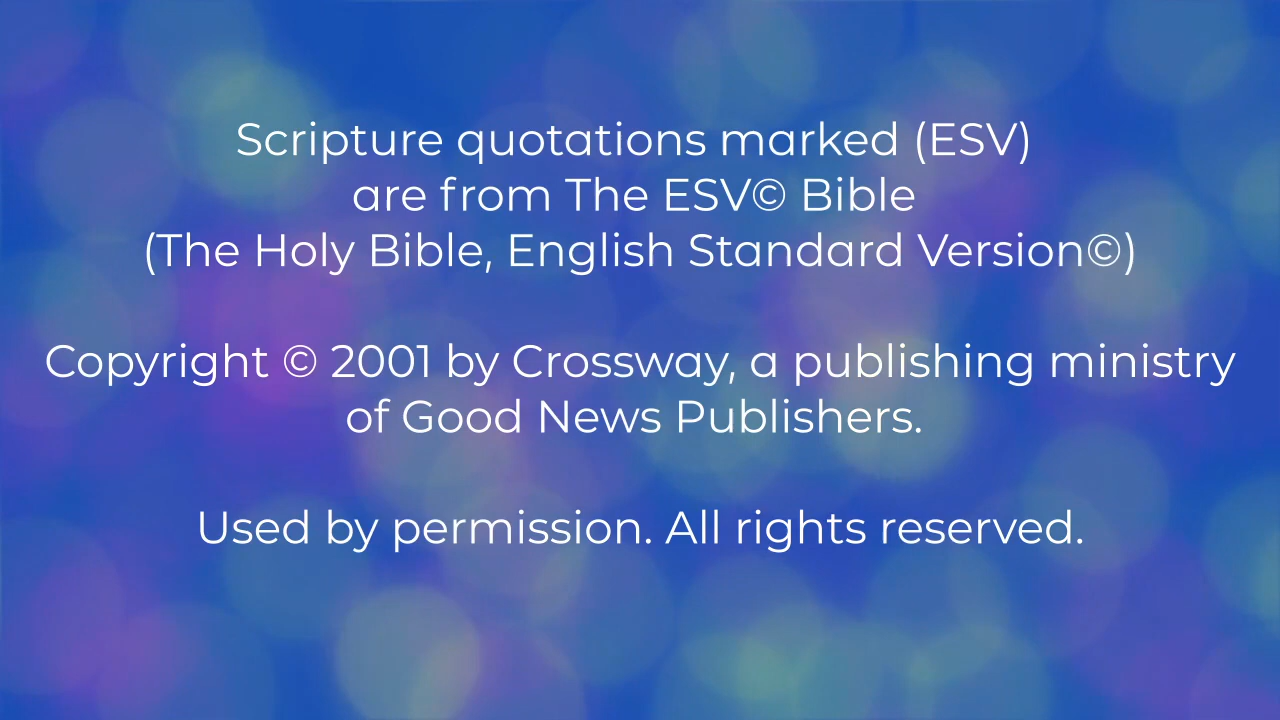 Scripture quotations marked (ESV)
are from The ESV© Bible
(The Holy Bible, English Standard Version©)
Copyright © 2001 by Crossway, a publishing ministry
of Good News Publishers.
Used by permission. All rights reserved.